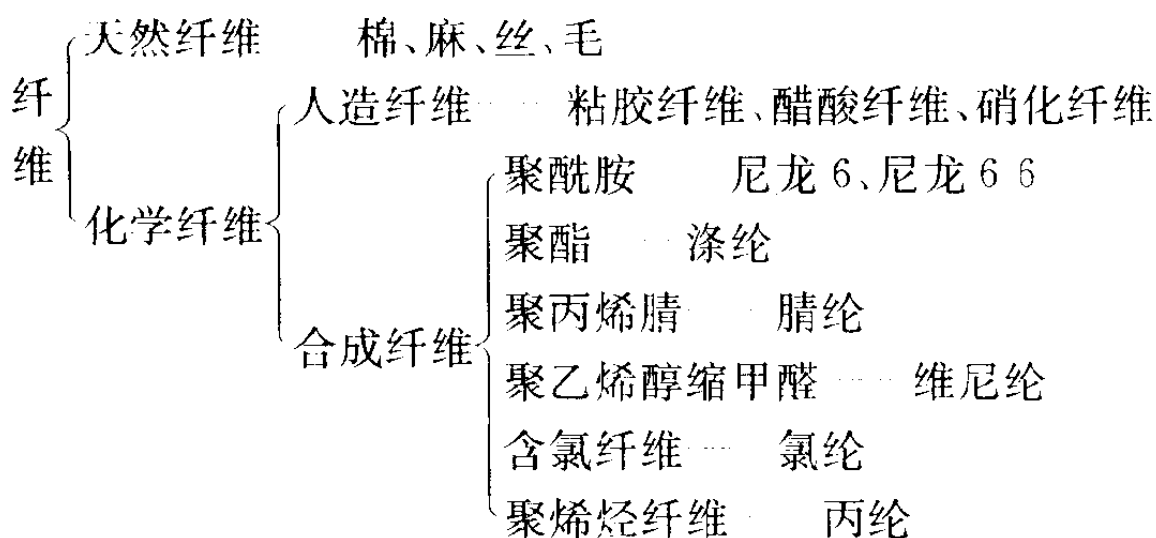 纤维
天然纤维 棉、麻、丝、毛
化学纤维
人造纤维 —— 粘胶纤维、醋酸纤维、硝化纤维
合成纤维
聚酰胺 尼龙6、尼龙66
聚酯 — 涤纶
聚丙烯腈 — 腈纶
聚乙烯醇缩甲醛 —— 维尼纶
含氯纤维 — 氯纶
聚烯烃纤维 丙纶